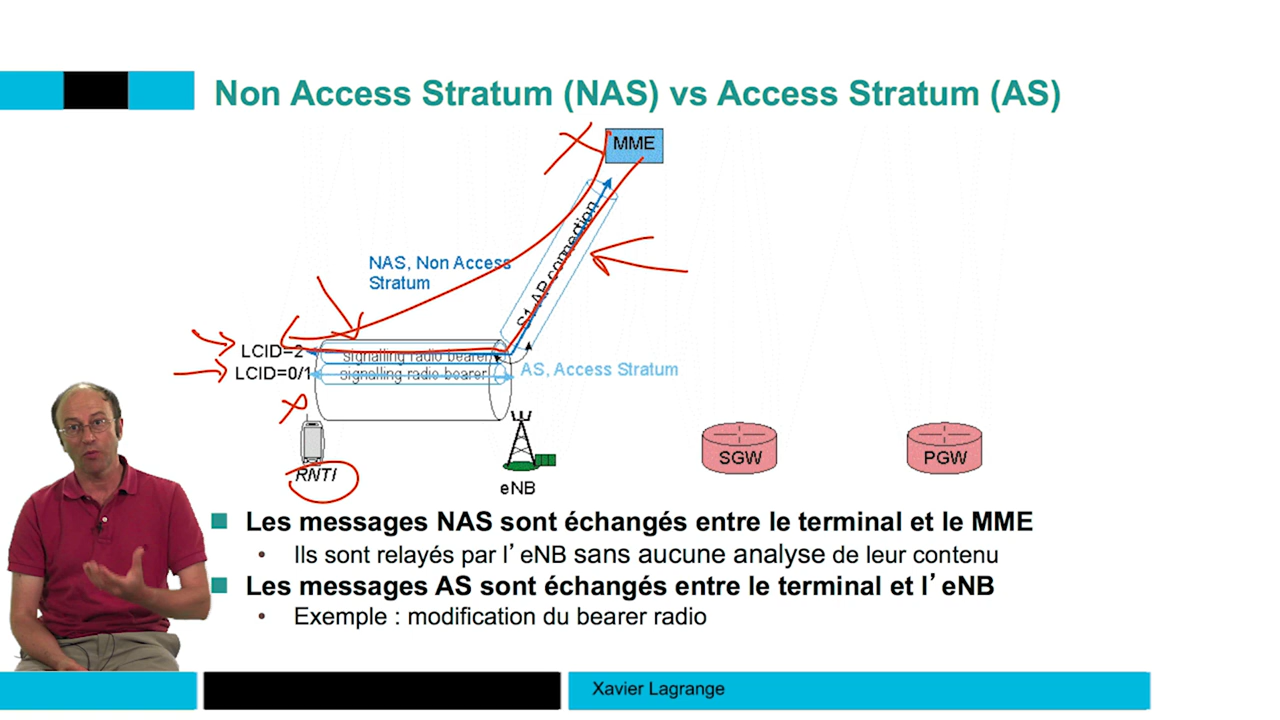 Non Access Stratum (NAS) vs Access Stratum (AS)
MME
S1-AP connection
NAS, Non Access
Stratum
LCID=2
signalling radio bearer
LCID=0/1
signalling radio bearer
AS, Access Stratum
RNTI
eNB
SGW
PGW
Les messages NAS sont échangés entre le terminal et le MME
• Ils sont relayés par l’eNB sans aucune analyse de leur contenu
Les messages AS sont échangés entre le terminal et l’eNB
• Exemple : modification du bearer radio
Xavier Lagrange